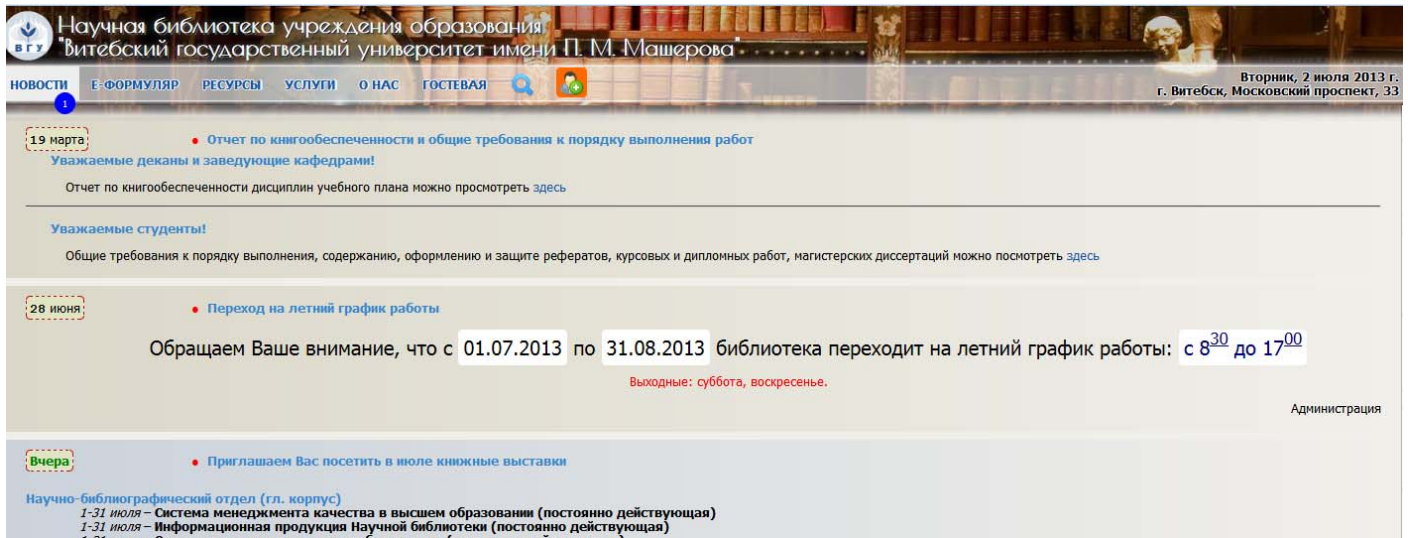 Научная библиотека учреждения образования
"Витебский государственный университет имени П. М. Машерова"
ВГУ
НОВОСТИ Е-ФОРМУЛЯР РЕСУРСЫ УСЛУГИ О НАС ГОСТЕВАЯ
1
Вторник, 2 июля 2013 г.
г. Витебск, Московский проспект, 33
19 марта • Отчет по книгообеспеченности и общие требования к порядку выполнения работ
Уважаемые деканы и заведующие кафедрами!
Отчет по книгообеспеченности дисциплин учебного плана можно просмотреть здесь
Уважаемые студенты!
Общие требования к порядку выполнения, содержанию, оформлению и защите рефератов, курсовых и дипломных работ, магистерских диссертаций можно посмотреть здесь
28 июня • Переход на летний график работы
Обращаем Ваше внимание, что с 01.07.2013 по 31.08.2013 библиотека переходит на летний график работы: с 8³⁰ до 17⁰⁰
Выходные: суббота, воскресенье.
Администрация
Вчера • Приглашаем Вас посетить в июле книжные выставки
Научно-библиографический отдел (гл. корпус)
1-31 июля – Система менеджмента качества в высшем образовании (постоянно действующая)
1-31 июля – Информационная продукция Научной библиотеки (постоянно действующая)